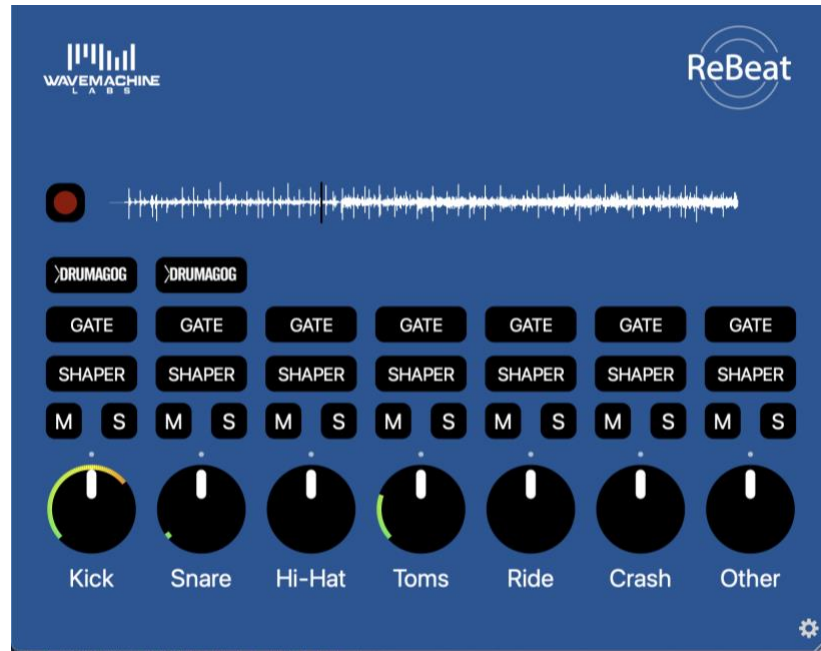 WAVEMACHINE
LABS
ReBeat
DRUMAGOG DRUMAGOG
GATE GATE GATE GATE GATE GATE GATE
SHAPER SHAPER SHAPER SHAPER SHAPER SHAPER SHAPER
M S M S M S M S M S M S M S
Kick Snare Hi-Hat Toms Ride Crash Other